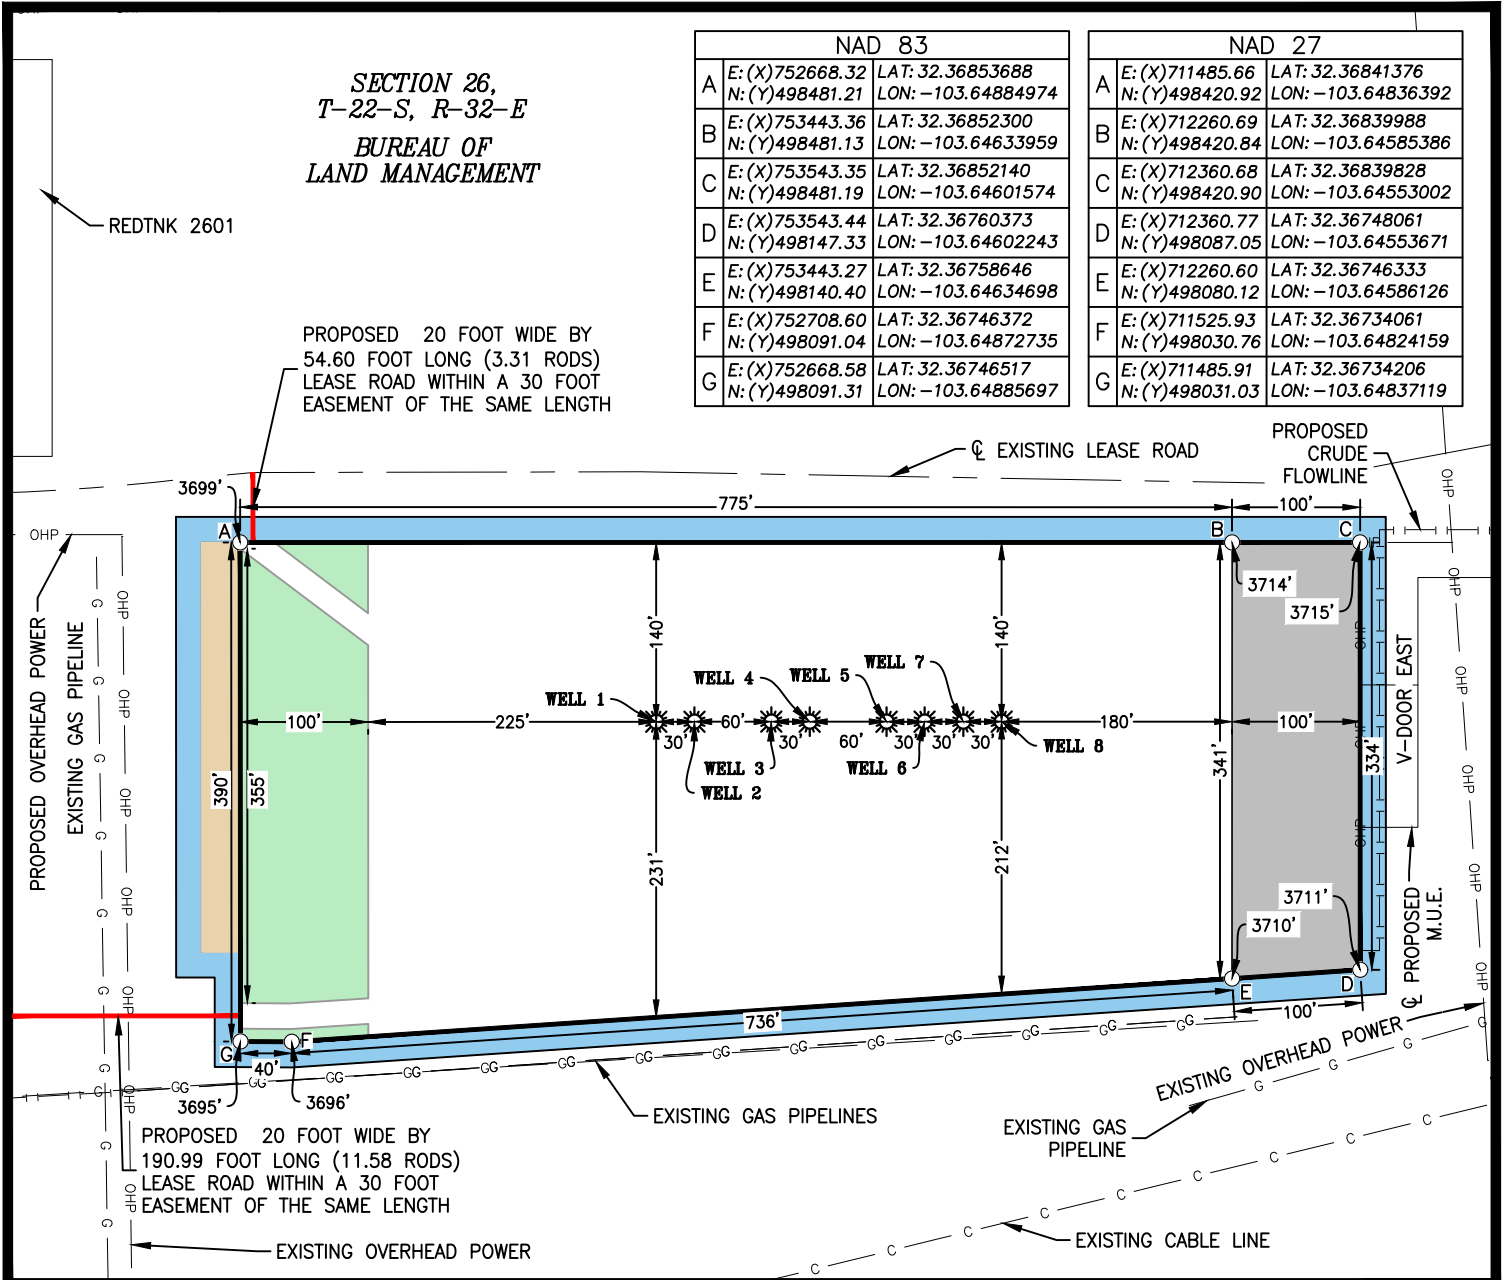 SECTION 26,
T-22-S, R-32-E
BUREAU OF
LAND MANAGEMENT
REDTNK 2601
NAD 83
A E: (X)752668.32 LAT: 32.36853688
N: (Y)498481.21 LON: -103.64884974
B E: (X)753443.36 LAT: 32.36852300
N: (Y)498481.13 LON: -103.64633959
C E: (X)753543.35 LAT: 32.36852140
N: (Y)498481.19 LON: -103.64601574
D E: (X)753543.44 LAT: 32.36760373
N: (Y)498147.33 LON: -103.64602243
E E: (X)753443.27 LAT: 32.36758646
N: (Y)498140.40 LON: -103.64634698
F E: (X)752708.60 LAT: 32.36746372
N: (Y)498091.04 LON: -103.64872735
G E: (X)752668.58 LAT: 32.36746517
N: (Y)498091.31 LON: -103.64885697
NAD 27
A E: (X)711485.66 LAT: 32.36841376
N: (Y)498420.92 LON: -103.64836392
B E: (X)712260.69 LAT: 32.36839988
N: (Y)498420.84 LON: -103.64585386
C E: (X)712360.68 LAT: 32.36839828
N: (Y)498420.90 LON: -103.64553002
D E: (X)712360.77 LAT: 32.36748061
N: (Y)498087.05 LON: -103.64553671
E E: (X)712260.60 LAT: 32.36746333
N: (Y)498080.12 LON: -103.64586126
F E: (X)711525.93 LAT: 32.36734061
N: (Y)498030.76 LON: -103.64824159
G E: (X)711485.91 LAT: 32.36734206
N: (Y)498031.03 LON: -103.64837119
PROPOSED 20 FOOT WIDE BY
54.60 FOOT LONG (3.31 RODS)
LEASE ROAD WITHIN A 30 FOOT
EASEMENT OF THE SAME LENGTH
℄ EXISTING LEASE ROAD
PROPOSED
CRUDE
FLOWLINE
3699'
775'
100'
A
B
C
OHP
3714'
3715'
140'
140'
PROPOSED OVERHEAD POWER
EXISTING GAS PIPELINE
V-DOOR EAST
WELL 1
WELL 4
WELL 5
WELL 7
100'
225'
60'
180'
100'
30'
30'
60'
30'
30'
30'
WELL 8
WELL 3
WELL 6
WELL 2
390'
355'
341'
334'
231'
212'
3711'
3710'
℄ PROPOSED
M.U.E.
E
D
736'
100'
G
F
40'
3695'
3696'
EXISTING OVERHEAD POWER
EXISTING GAS PIPELINES
EXISTING GAS
PIPELINE
PROPOSED 20 FOOT WIDE BY
190.99 FOOT LONG (11.58 RODS)
LEASE ROAD WITHIN A 30 FOOT
EASEMENT OF THE SAME LENGTH
EXISTING OVERHEAD POWER
EXISTING CABLE LINE